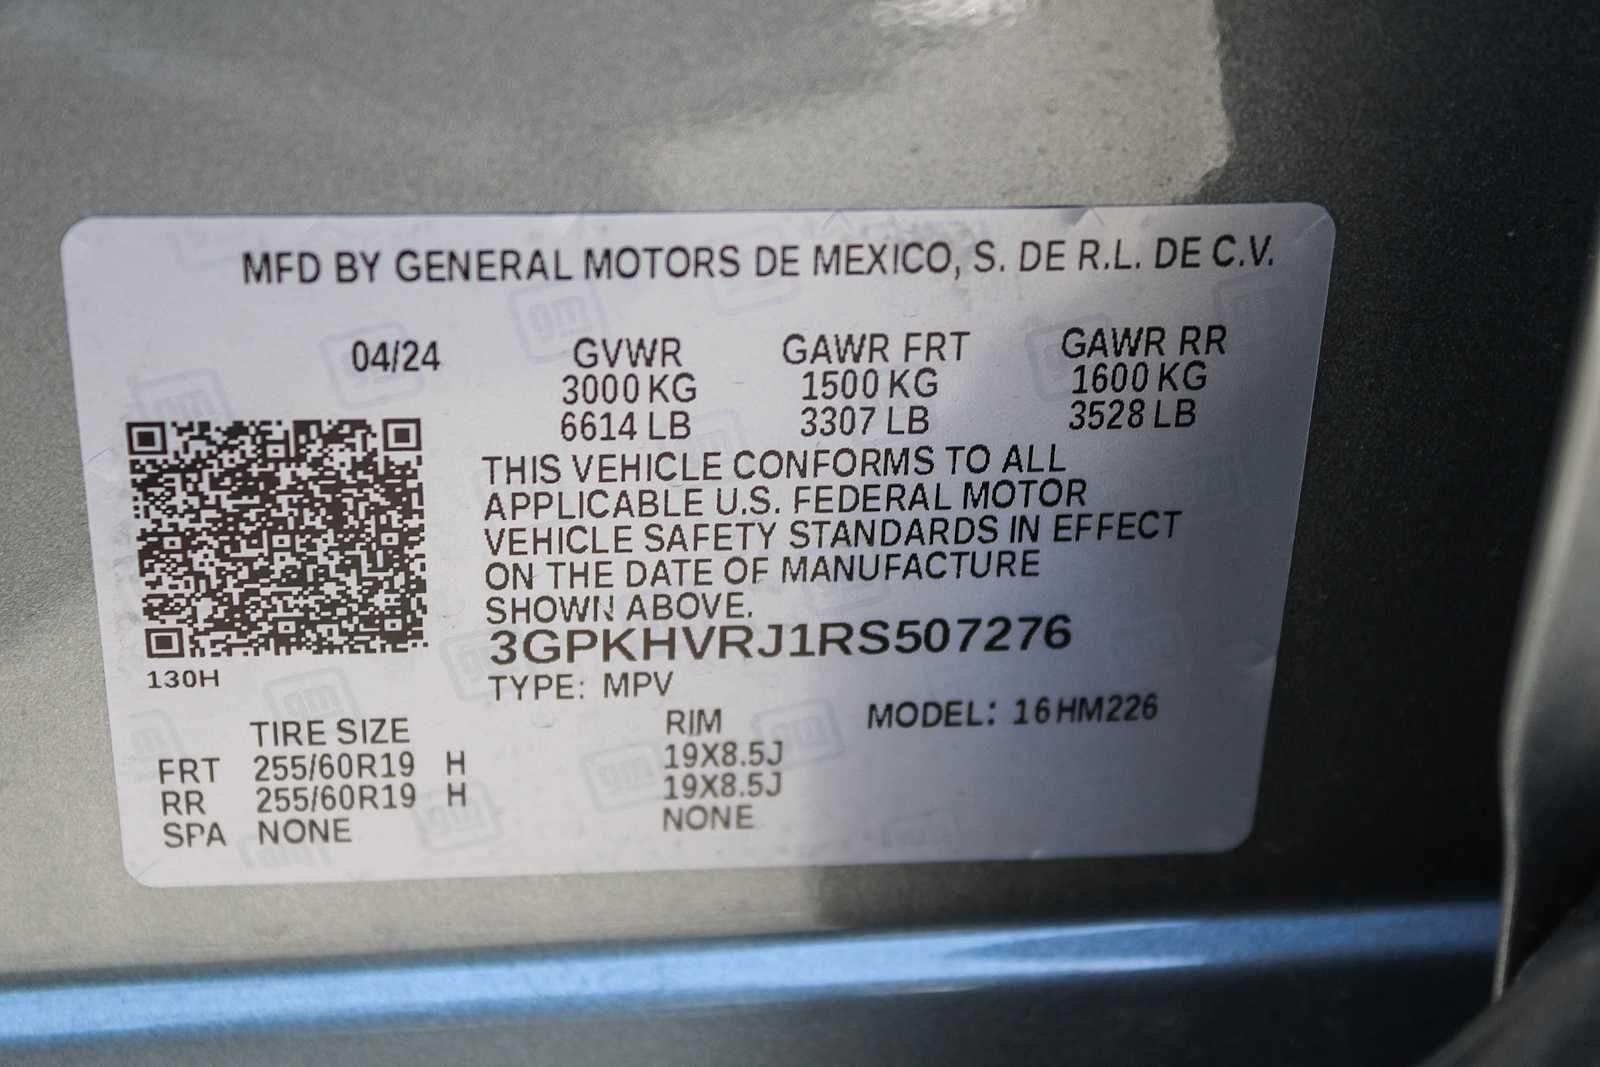 MFD BY GENERAL MOTORS DE MEXICO, S. DE R.L. DE C.V.
04/24 GVWR GAWR FRT GAWR RR
3000 KG 1500 KG 1600 KG
6614 LB 3307 LB 3528 LB
THIS VEHICLE CONFORMS TO ALL
APPLICABLE U.S. FEDERAL MOTOR
VEHICLE SAFETY STANDARDS IN EFFECT
ON THE DATE OF MANUFACTURE
SHOWN ABOVE.
3GPKHVRJ1RS507276
130H
TYPE: MPV
TIRE SIZE RIM MODEL: 16HM226
FRT 255/60R19 H 19X8.5J
RR 255/60R19 H 19X8.5J
SPA NONE NONE